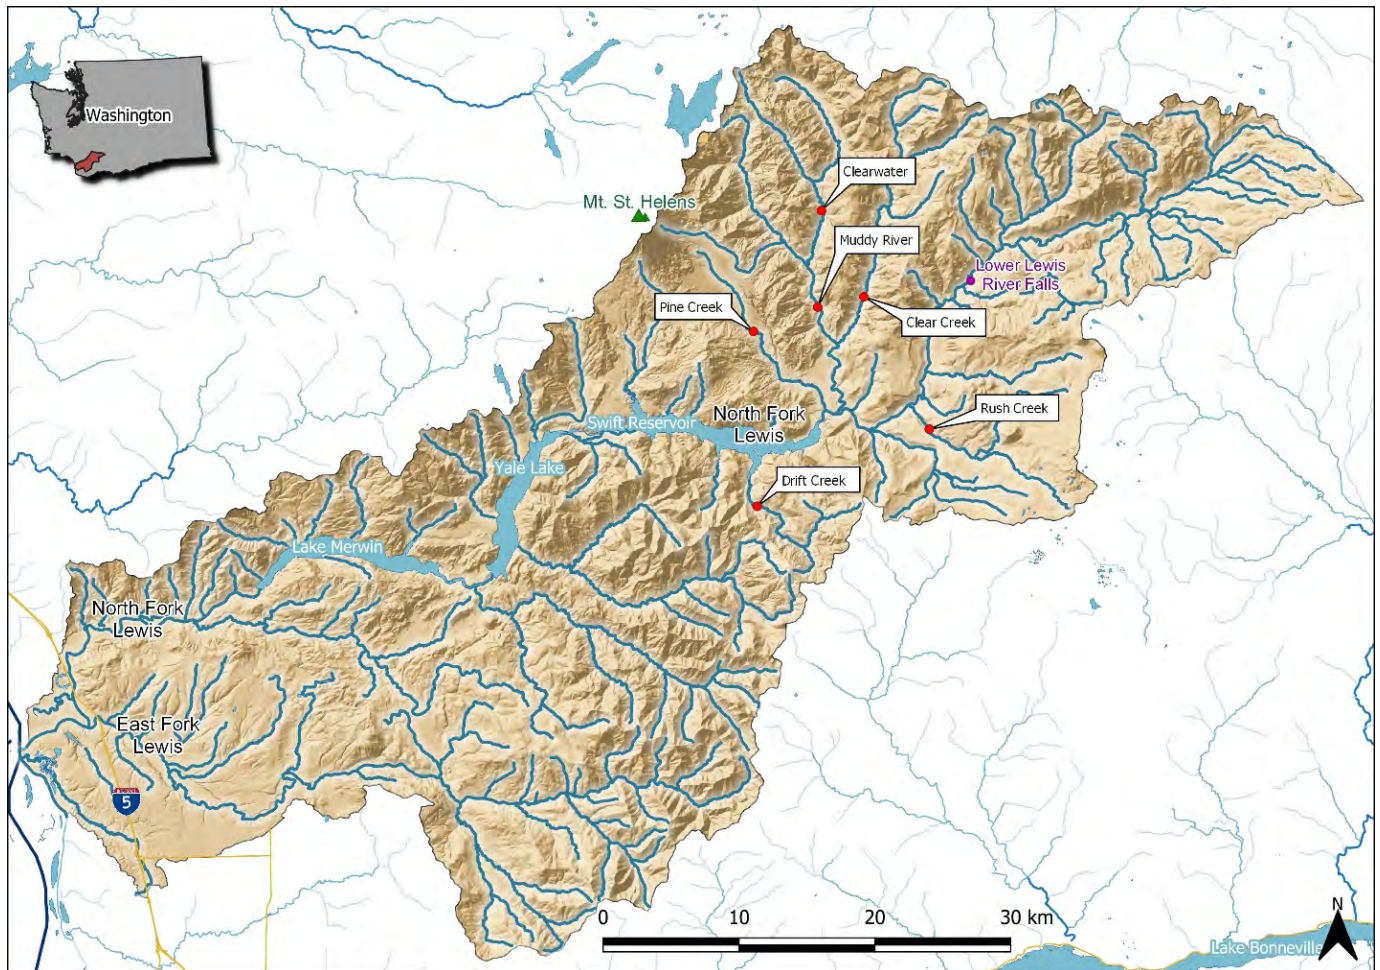 Washington
Clearwater
Mt. St. Helens
Muddy River
Lower Lewis
River Falls
Pine Creek
Clear Creek
Rush Creek
North Fork
Lewis
Swift Reservoir
Yale Lake
Drift Creek
Lake Merwin
North Fork
Lewis
East Fork
Lewis
5
0 10 20 30 km
N
Lake Bonneville